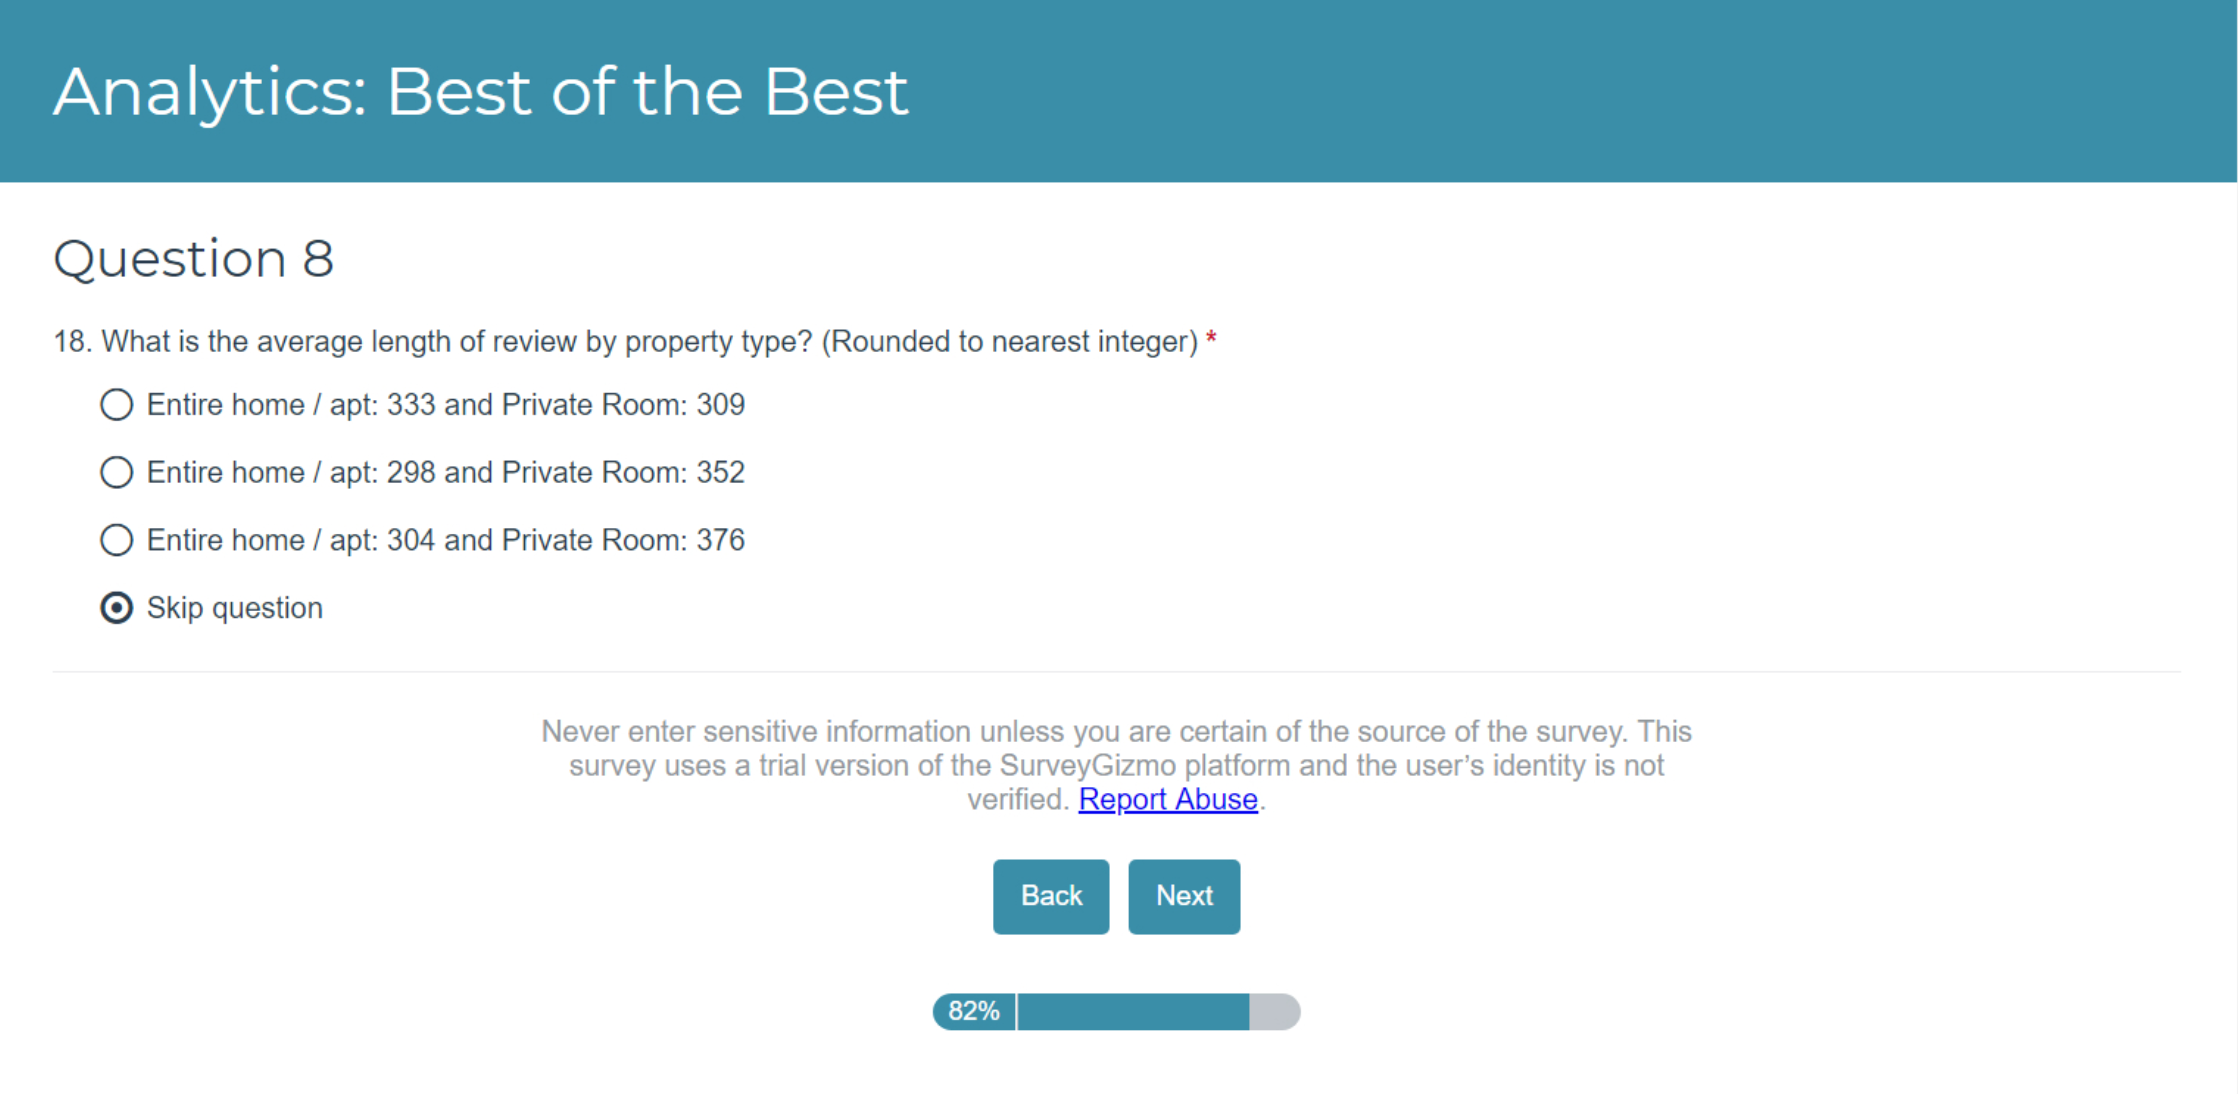 Analytics: Best of the Best
Question 8
18. What is the average length of review by property type? (Rounded to nearest integer) *
Entire home / apt: 333 and Private Room: 309
Entire home / apt: 298 and Private Room: 352
Entire home / apt: 304 and Private Room: 376
Skip question
Never enter sensitive information unless you are certain of the source of the survey. This
survey uses a trial version of the SurveyGizmo platform and the user’s identity is not
verified. Report Abuse.
Back Next
82%